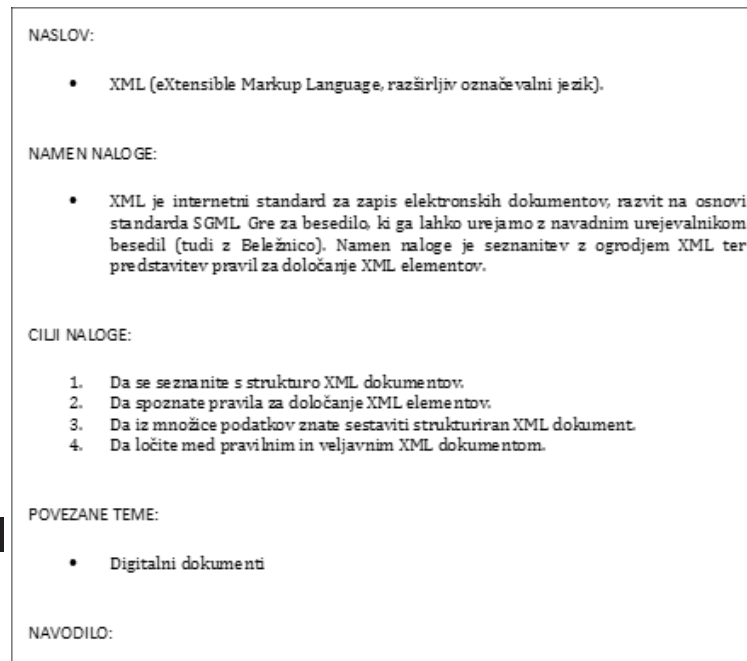 NASLOV:
• XML (eXtensible Markup Language, razširljiv označevalni jezik).
NAMEN NALOGE:
• XML je internetni standard za zapis elektronskih dokumentov, razvit na osnovi
standarda SGML. Gre za besedilo, ki ga lahko urejamo z navadnim urejevalnikom
besedil (tudi z Beležnico). Namen naloge je seznanitev z ogrodjem XML ter
predstavitev pravil za določanje XML elementov.
CILJI NALOGE:
1. Da se seznanite s strukturo XML dokumentov.
2. Da spoznate pravila za določanje XML elementov.
3. Da iz množice podatkov znate sestaviti strukturiran XML dokument.
4. Da ločite med pravilnim in veljavnim XML dokumentom.
POVEZANE TEME:
• Digitalni dokumenti
NAVODILO: